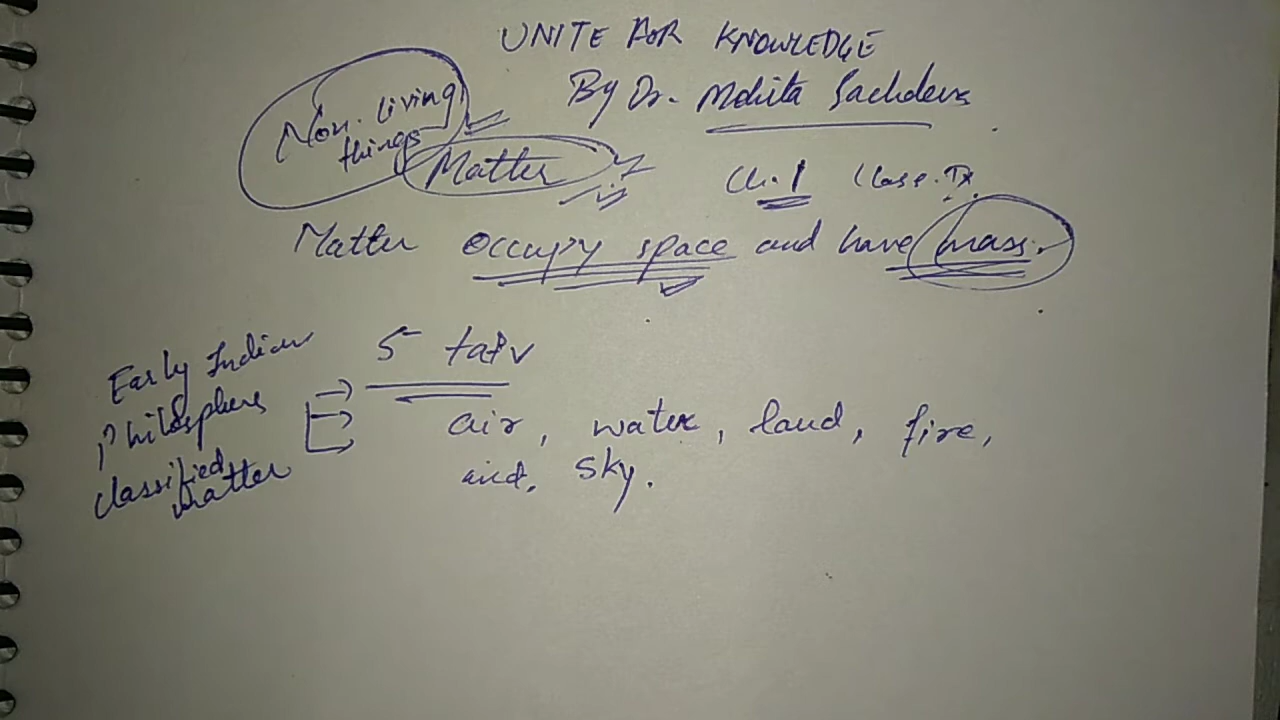 UNITE FOR KNOWLEDGE
By Dr. Mohita Sachdeva
Non-living
things
Matter
Ch. 1 Class. IX
Matter occupy space and have mass.
Early Indian
Philosphers
classified
matter
5 tatv
air, water, land, fire,
and, sky.